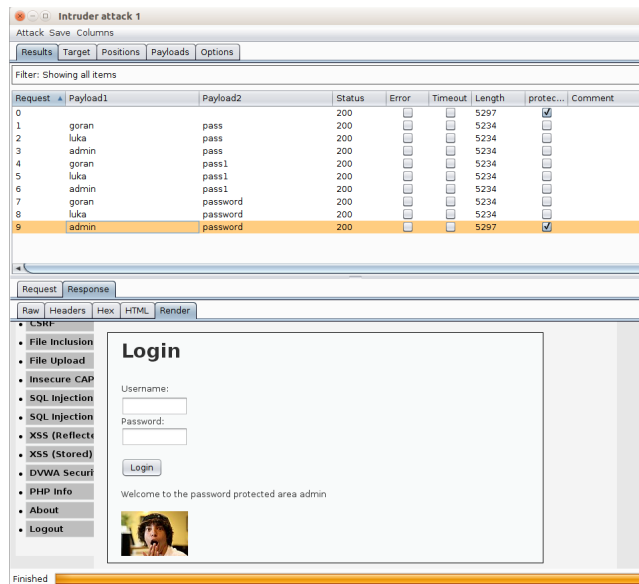 Intruder attack 1
Attack Save Columns
Results Target Positions Payloads Options
Filter: Showing all items
Request Payload1 Payload2 Status Error Timeout Length protec... Comment
0 200 5297
1 goran pass 200 5234
2 luka pass 200 5234
3 admin pass 200 5234
4 goran pass1 200 5234
5 luka pass1 200 5234
6 admin pass1 200 5234
7 goran password 200 5234
8 luka password 200 5234
9 admin password 200 5297
Request Response
Raw Headers Hex HTML Render
CSRF
File Inclusion
File Upload
Insecure CAP
SQL Injection
SQL Injection
XSS (Reflecte
XSS (Stored)
DVWA Securi
PHP Info
About
Logout
Login
Username:
Password:
Login
Welcome to the password protected area admin
Finished